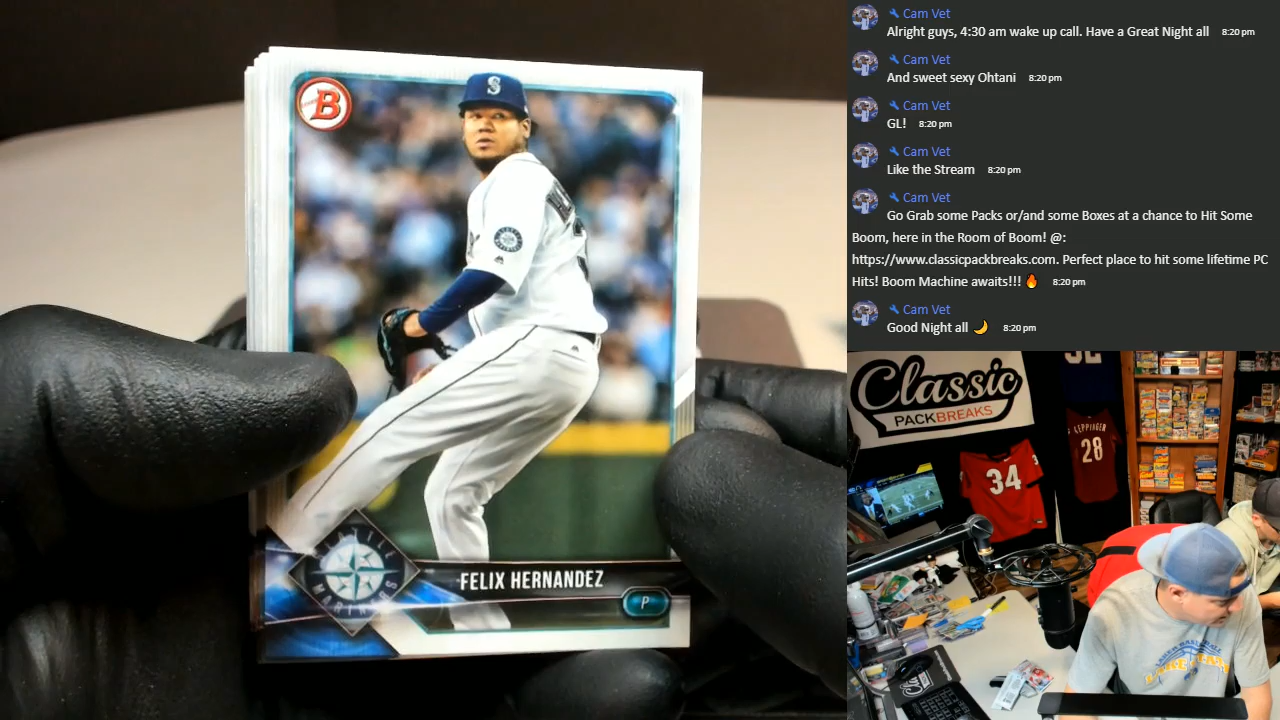 B
S
SEATTLE
MARINERS
FELIX HERNANDEZ
P
Cam Vet
Alright guys, 4:30 am wake up call. Have a Great Night all 8:20 pm
Cam Vet
And sweet sexy Ohtani 8:20 pm
Cam Vet
GL! 8:20 pm
Cam Vet
Like the Stream 8:20 pm
Cam Vet
Go Grab some Packs or/and some Boxes at a chance to Hit Some
Boom, here in the Room of Boom! @:
https://www.classicpackbreaks.com. Perfect place to hit some lifetime PC
Hits! Boom Machine awaits!!! 🔥 8:20 pm
Cam Vet
Good Night all 🌙 8:20 pm
Classic
PACKBREAKS
34
KEPPINGER
28